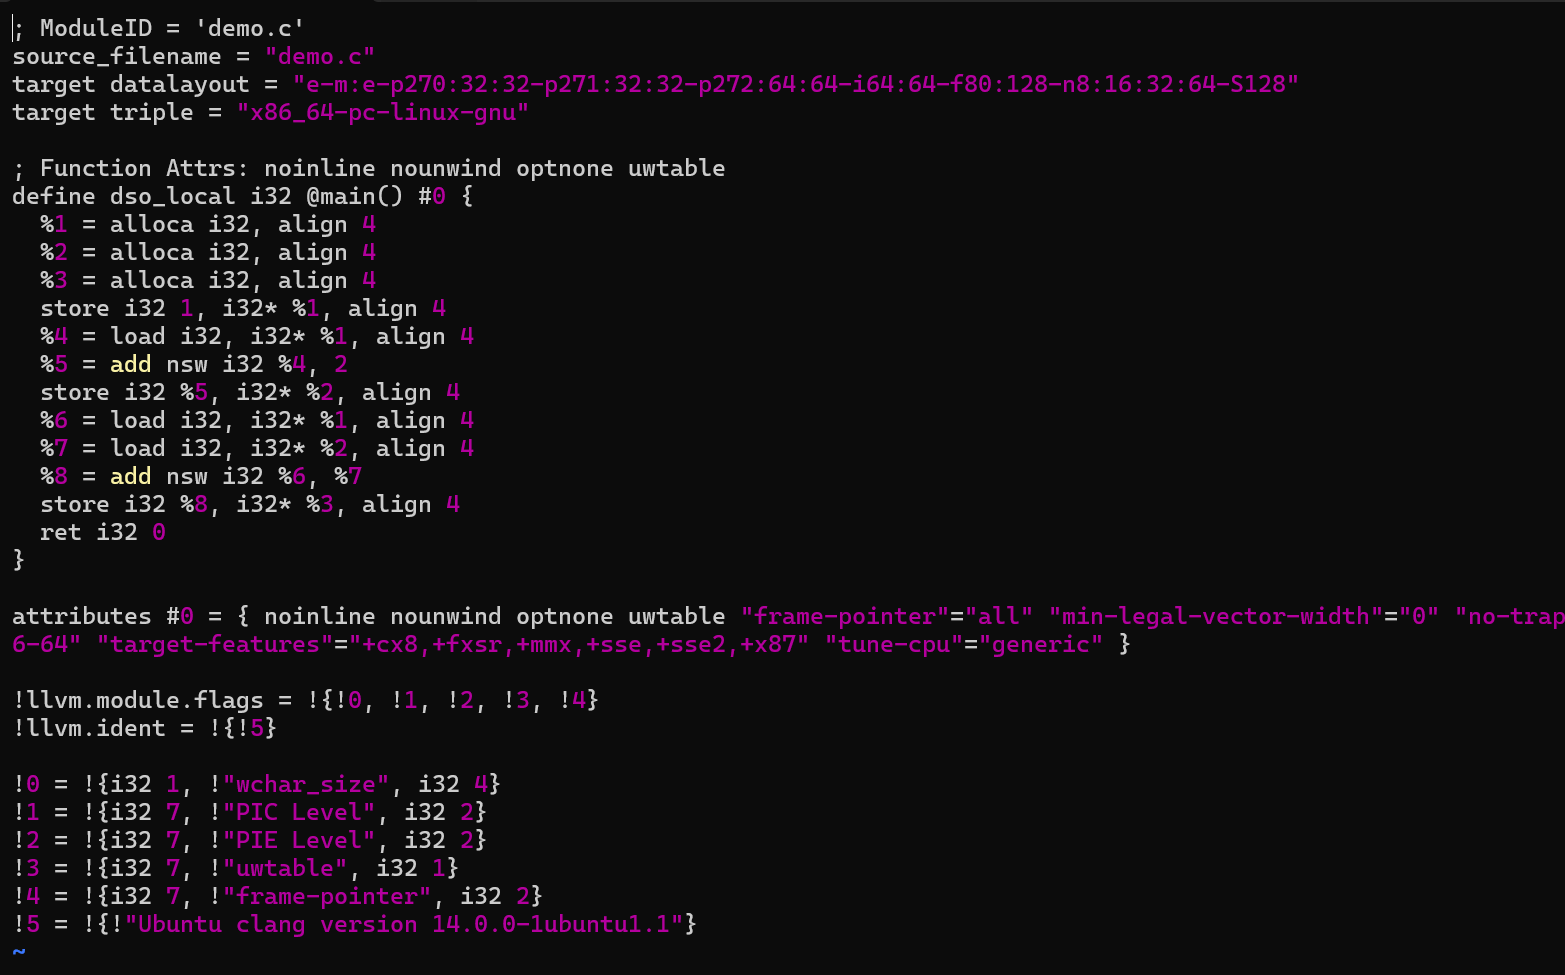 ; ModuleID = 'demo.c'
source_filename = "demo.c"
target datalayout = "e-m:e-p270:32:32-p271:32:32-p272:64:64-i64:64-f80:128-n8:16:32:64-S128"
target triple = "x86_64-pc-linux-gnu"

; Function Attrs: noinline nounwind optnone uwtable
define dso_local i32 @main() #0 {
  %1 = alloca i32, align 4
  %2 = alloca i32, align 4
  %3 = alloca i32, align 4
  store i32 1, i32* %1, align 4
  %4 = load i32, i32* %1, align 4
  %5 = add nsw i32 %4, 2
  store i32 %5, i32* %2, align 4
  %6 = load i32, i32* %1, align 4
  %7 = load i32, i32* %2, align 4
  %8 = add nsw i32 %6, %7
  store i32 %8, i32* %3, align 4
  ret i32 0
}

attributes #0 = { noinline nounwind optnone uwtable "frame-pointer"="all" "min-legal-vector-width"="0" "no-trap
6-64" "target-features"="+cx8,+fxsr,+mmx,+sse,+sse2,+x87" "tune-cpu"="generic" }

!llvm.module.flags = !{!0, !1, !2, !3, !4}
!llvm.ident = !{!5}

!0 = !{i32 1, !"wchar_size", i32 4}
!1 = !{i32 7, !"PIC Level", i32 2}
!2 = !{i32 7, !"PIE Level", i32 2}
!3 = !{i32 7, !"uwtable", i32 1}
!4 = !{i32 7, !"frame-pointer", i32 2}
!5 = !{!"Ubuntu clang version 14.0.0-1ubuntu1.1"}
~